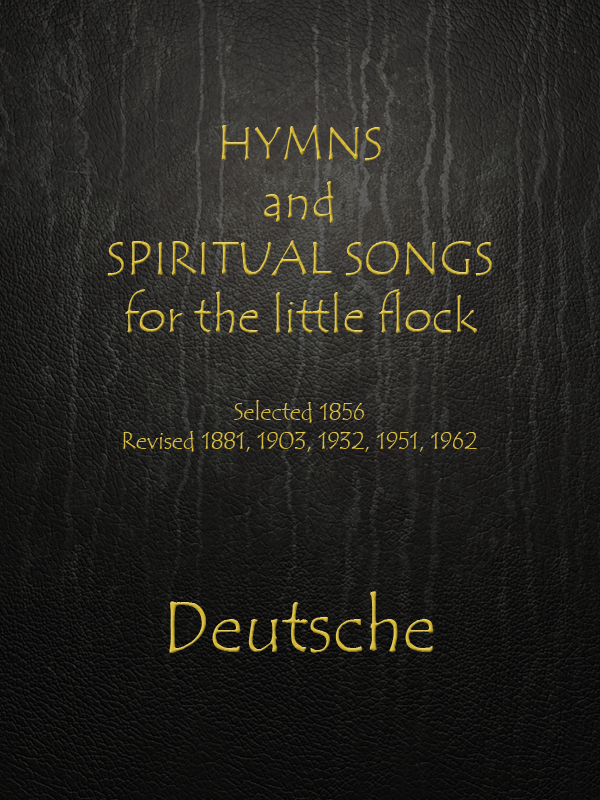 HYMNS
and
SPIRITUAL SONGS
for the little flock
Selected 1856
Revised 1881, 1903, 1932, 1951, 1962
Deutsche